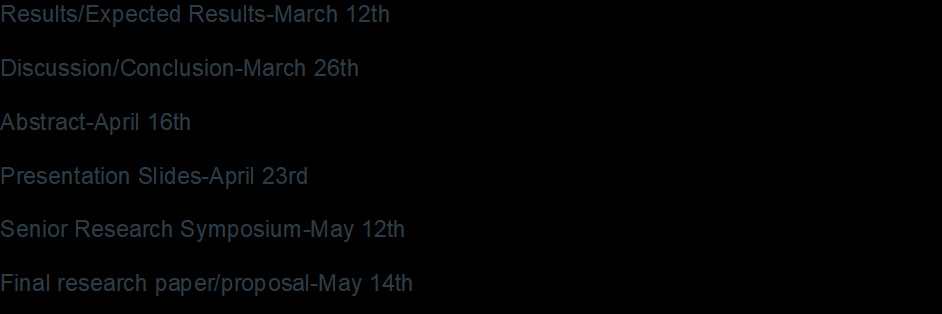 Results/Expected Results-March 12th
Discussion/Conclusion-March 26th
Abstract-April 16th
Presentation Slides-April 23rd
Senior Research Symposium-May 12th
Final research paper/proposal-May 14th